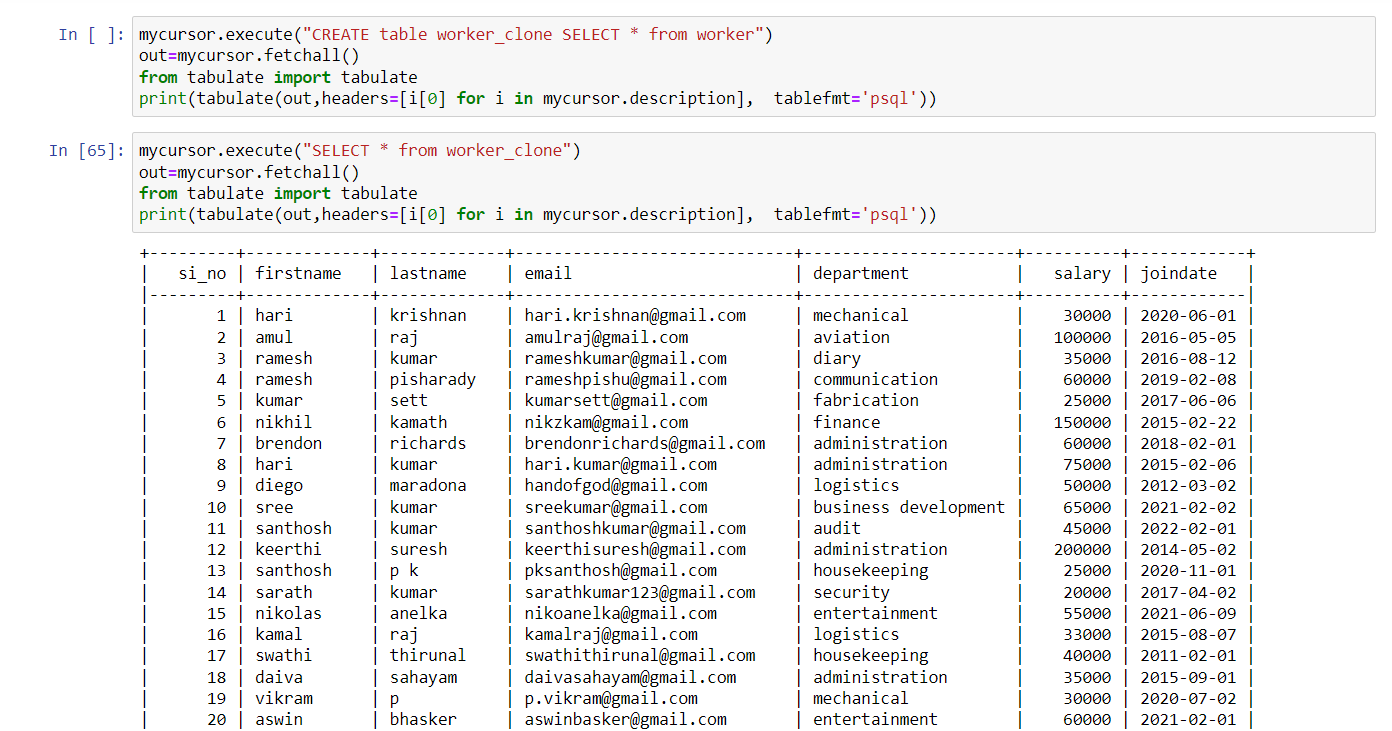 In [ ]: mycursor.execute("CREATE table worker_clone SELECT * from worker")
out=mycursor.fetchall()
from tabulate import tabulate
print(tabulate(out,headers=[i[0] for i in mycursor.description],  tablefmt='psql'))
In [65]: mycursor.execute("SELECT * from worker_clone")
out=mycursor.fetchall()
from tabulate import tabulate
print(tabulate(out,headers=[i[0] for i in mycursor.description],  tablefmt='psql'))
+---------+-------------+-------------+-----------------------------+----------------------+----------+------------+
|   si_no | firstname   | lastname    | email                       | department           |   salary | joindate   |
|---------+-------------+-------------+-----------------------------+----------------------+----------+------------|
|       1 | hari        | krishnan    | hari.krishnan@gmail.com     | mechanical           |    30000 | 2020-06-01 |
|       2 | amul        | raj         | amulraj@gmail.com           | aviation             |   100000 | 2016-05-05 |
|       3 | ramesh      | kumar       | rameshkumar@gmail.com       | diary                |    35000 | 2016-08-12 |
|       4 | ramesh      | pisharady   | rameshpishu@gmail.com       | communication        |    60000 | 2019-02-08 |
|       5 | kumar       | sett        | kumarsett@gmail.com         | fabrication          |    25000 | 2017-06-06 |
|       6 | nikhil      | kamath      | nikzkam@gmail.com           | finance              |   150000 | 2015-02-22 |
|       7 | brendon     | richards    | brendonrichards@gmail.com   | administration       |    60000 | 2018-02-01 |
|       8 | hari        | kumar       | hari.kumar@gmail.com        | administration       |    75000 | 2015-02-06 |
|       9 | diego       | maradona    | handofgod@gmail.com         | logistics            |    50000 | 2012-03-02 |
|      10 | sree        | kumar       | sreekumar@gmail.com         | business development |    65000 | 2021-02-02 |
|      11 | santhosh    | kumar       | santhoshkumar@gmail.com     | audit                |    45000 | 2022-02-01 |
|      12 | keerthi     | suresh      | keerthisuresh@gmail.com     | administration       |   200000 | 2014-05-02 |
|      13 | santhosh    | p k         | pksanthosh@gmail.com        | housekeeping         |    25000 | 2020-11-01 |
|      14 | sarath      | kumar       | sarathkumar123@gmail.com    | security             |    20000 | 2017-04-02 |
|      15 | nikolas     | anelka      | nikoanelka@gmail.com        | entertainment        |    55000 | 2021-06-09 |
|      16 | kamal       | raj         | kamalraj@gmail.com          | logistics            |    33000 | 2015-08-07 |
|      17 | swathi      | thirunal    | swathithirunal@gmail.com    | housekeeping         |    40000 | 2011-02-01 |
|      18 | daiva       | sahayam     | daivasahayam@gmail.com      | administration       |    35000 | 2015-09-01 |
|      19 | vikram      | p           | p.vikram@gmail.com          | mechanical           |    30000 | 2020-07-02 |
|      20 | aswin       | bhasker     | aswinbasker@gmail.com       | entertainment        |    60000 | 2021-02-01 |